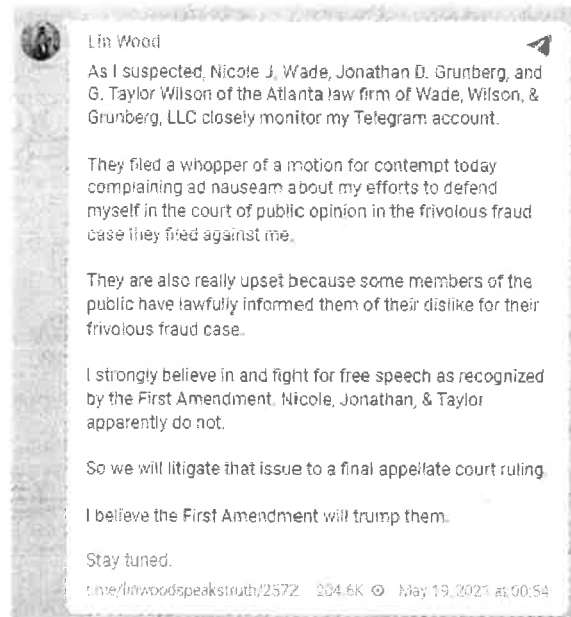 Lin Wood
As I suspected, Nicole J. Wade, Jonathan D. Grunberg, and
G. Taylor Wilson of the Atlanta law firm of Wade, Wilson, &
Grunberg, LLC closely monitor my Telegram account.
They filed a whopper of a motion for contempt today
complaining ad nauseam about my efforts to defend
myself in the court of public opinion in the frivolous fraud
case they filed against me.
They are also really upset because some members of the
public have lawfully informed them of their dislike for their
frivolous fraud case.
I strongly believe in and fight for free speech as recognized
by the First Amendment. Nicole, Jonathan, & Taylor
apparently do not.
So we will litigate that issue to a final appellate court ruling.
I believe the First Amendment will trump them.
Stay tuned.
t.me/linwoodspeakstruth/2572 204.6K May 19, 2021 at 00:54